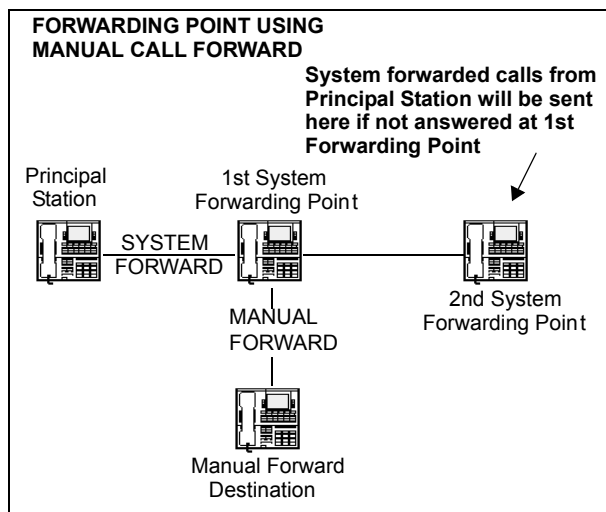 FORWARDING POINT USING
MANUAL CALL FORWARD
System forwarded calls from
Principal Station will be sent
here if not answered at 1st
Forwarding Point
Principal
Station
1st System
Forwarding Point
SYSTEM
FORWARD
2nd System
Forwarding Point
MANUAL
FORWARD
Manual Forward
Destination